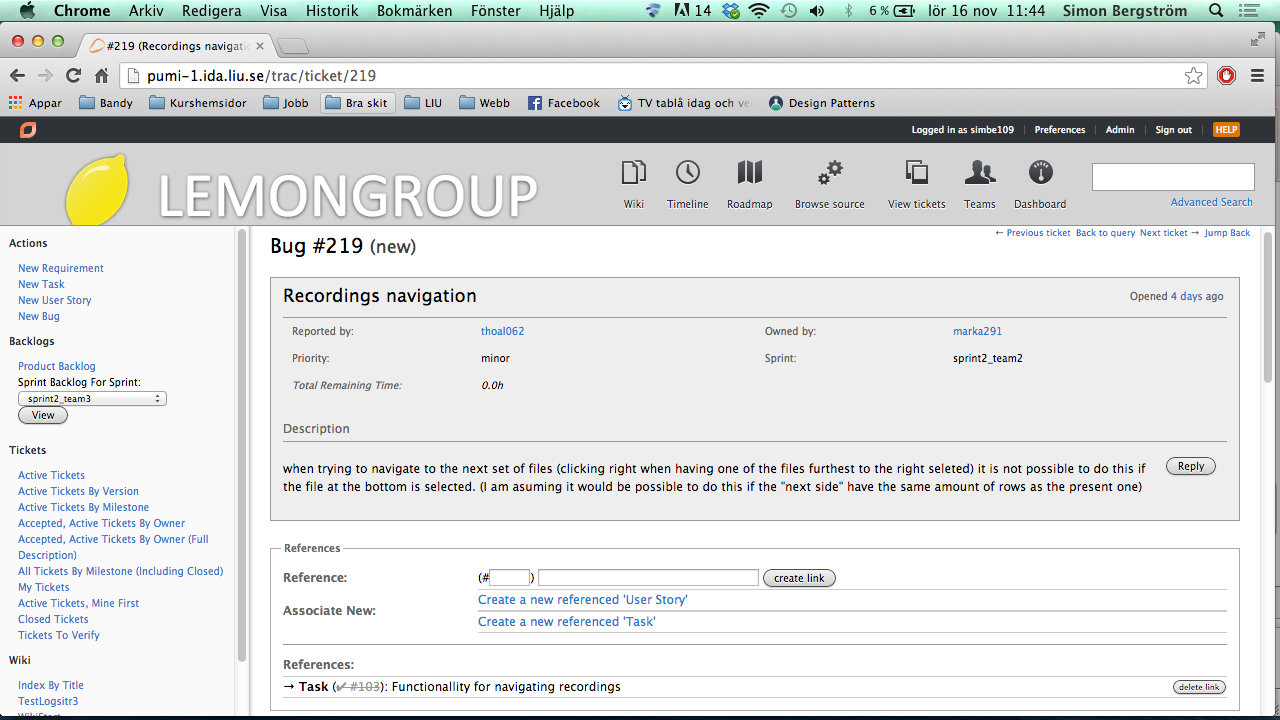 Chrome Arkiv Redigera Visa Historik Bokmärken Fönster Hjälp 14 6 % lör 16 nov 11:44 Simon Bergström
#219 (Recordings navigatio
pumi-1.ida.liu.se/trac/ticket/219
Appar Bandy Kurshemsidor Jobb Bra skit LIU Webb Facebook TV tablå idag och ve Design Patterns
Logged in as simbe109 Preferences Admin Sign out HELP
LEMONGROUP
Wiki Timeline Roadmap Browse source View tickets Teams Dashboard
Advanced Search
← Previous ticket Back to query Next ticket → Jump Back
Actions
New Requirement
New Task
New User Story
New Bug
Backlogs
Product Backlog
Sprint Backlog For Sprint:
sprint2_team3
View
Tickets
Active Tickets
Active Tickets By Version
Active Tickets By Milestone
Accepted, Active Tickets By Owner
Accepted, Active Tickets By Owner (Full
Description)
All Tickets By Milestone (Including Closed)
My Tickets
Active Tickets, Mine First
Closed Tickets
Tickets To Verify
Wiki
Index By Title
TestLogsitr3
WikiStart
Bug #219 (new)
Recordings navigation
Opened 4 days ago
Reported by: thoal062 Owned by: marka291
Priority: minor Sprint: sprint2_team2
Total Remaining Time: 0.0h
Description
when trying to navigate to the next set of files (clicking right when having one of the files furthest to the right seleted) it is not possible to do this if
the file at the bottom is selected. (I am asuming it would be possible to do this if the "next side" have the same amount of rows as the present one)
Reply
References
Reference: (# ) create link
Associate New: Create a new referenced 'User Story'
Create a new referenced 'Task'
References:
→ Task (✔ #103): Functionallity for navigating recordings delete link